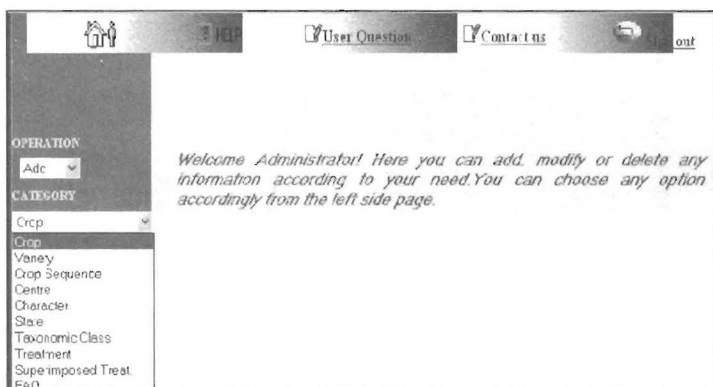 HELP
User Question
Contact us
Sign out
OPERATION
Add
CATEGORY
Crop
Crop
Variety
Crop Sequence
Centre
Character
State
Taxonomic Class
Treatment
Superimposed Treat.
FAQ
Welcome Administrator! Here you can add, modify or delete any
information according to your need.You can choose any option
accordingly from the left side page.